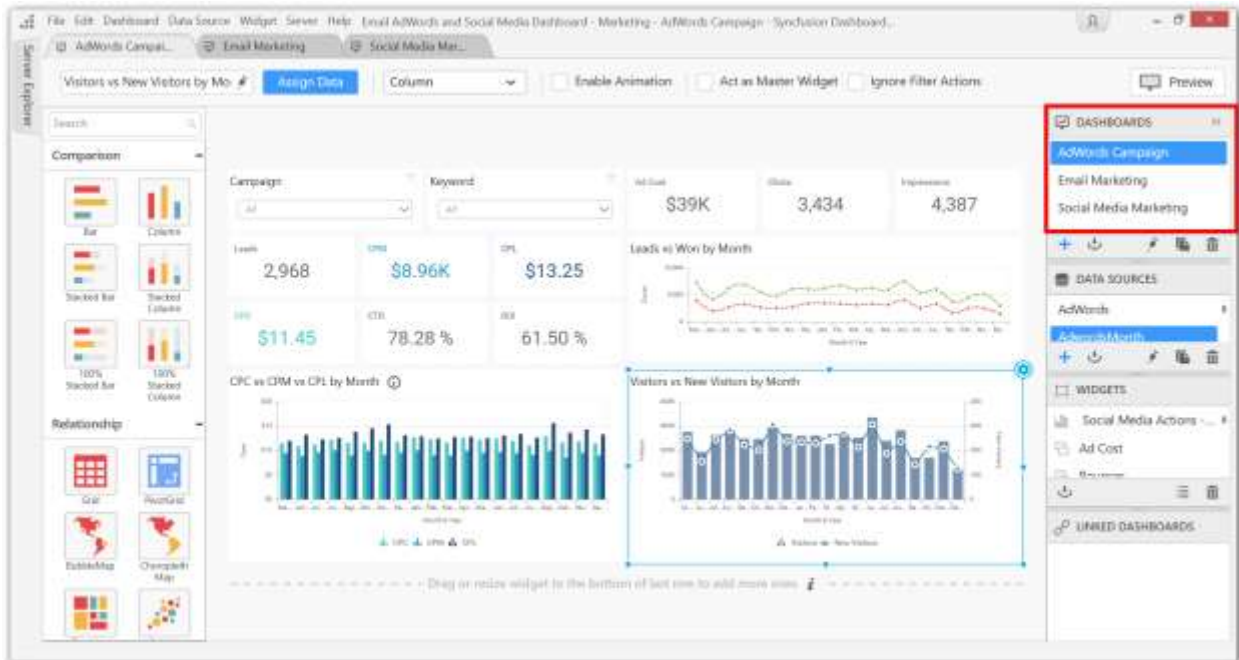 File Edit Dashboard Data Source Widget Server Help Email AdWords and Social Media Dashboard - Marketing - AdWords Campaign - Syncfusion Dashboard...
AdWords Campai... Email Marketing Social Media Mar...
Server Explorer
Visitors vs New Visitors by Mo Assign Data Column Enable Animation Act as Master Widget Ignore Filter Actions Preview
Search
Comparison
Bar Column
Stacked Bar Stacked Column
100% Stacked Bar 100% Stacked Column
Relationship
Grid PivotGrid
BubbleMap Choropleth Map
Campaign Keyword Ad Cost Clicks Impressions
All All $39K 3,434 4,387
Leads CPM CPL
2,968 $8.96K $13.25
CPC CTR ROI
$11.45 78.28 % 61.50 %
Leads vs Won by Month
Month & Year
CPC vs CPM vs CPL by Month
CPC CPM CPL
Visitors vs New Visitors by Month
Visitors New Visitors
Drag or resize widget to the bottom of last row to add more rows
DASHBOARDS
AdWords Campaign
Email Marketing
Social Media Marketing
DATA SOURCES
AdWords
AdwordsMonth
WIDGETS
Social Media Actions - ...
Ad Cost
Bounces
LINKED DASHBOARDS